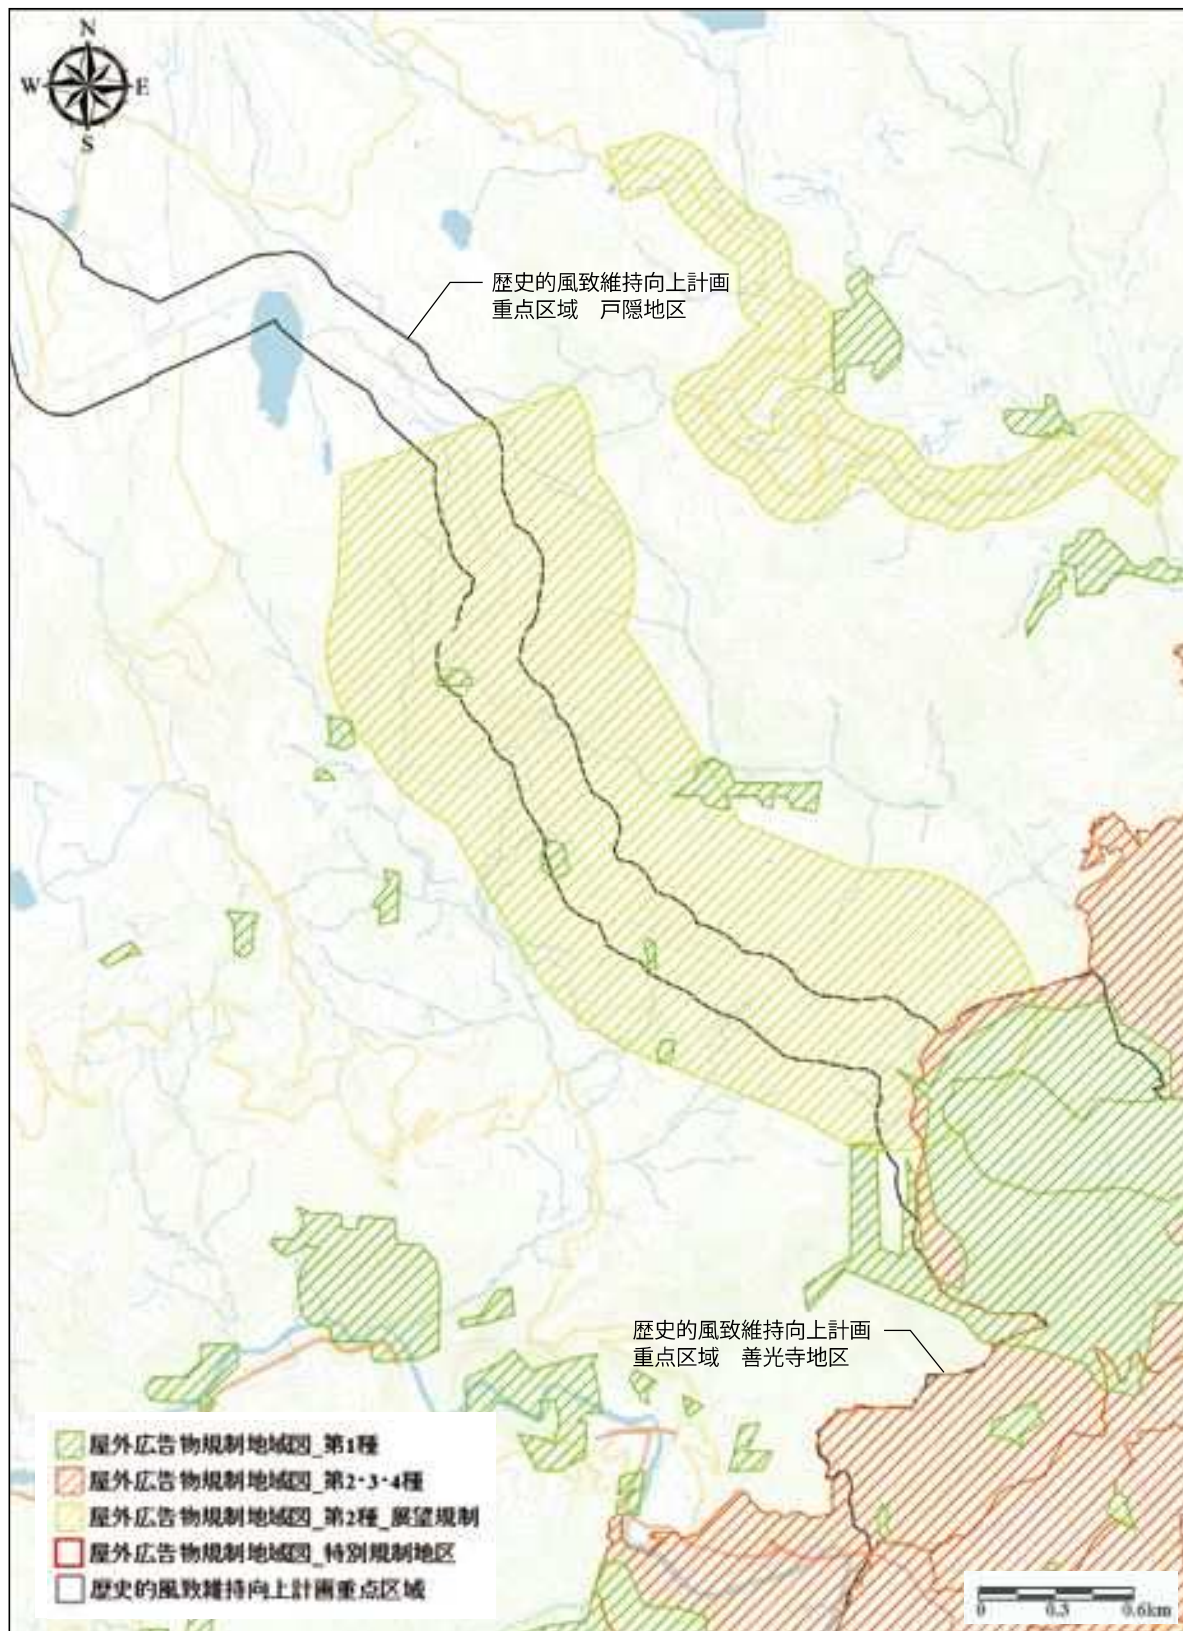 N
W E
S
歴史的風致維持向上計画
重点区域 戸隠地区
歴史的風致維持向上計画
重点区域 善光寺地区
屋外広告物規制地域図_第1種
屋外広告物規制地域図_第2・3・4種
屋外広告物規制地域図_第2種_展望規制
屋外広告物規制地域図_特別規制地区
歴史的風致維持向上計画重点区域
0 0.3 0.6km